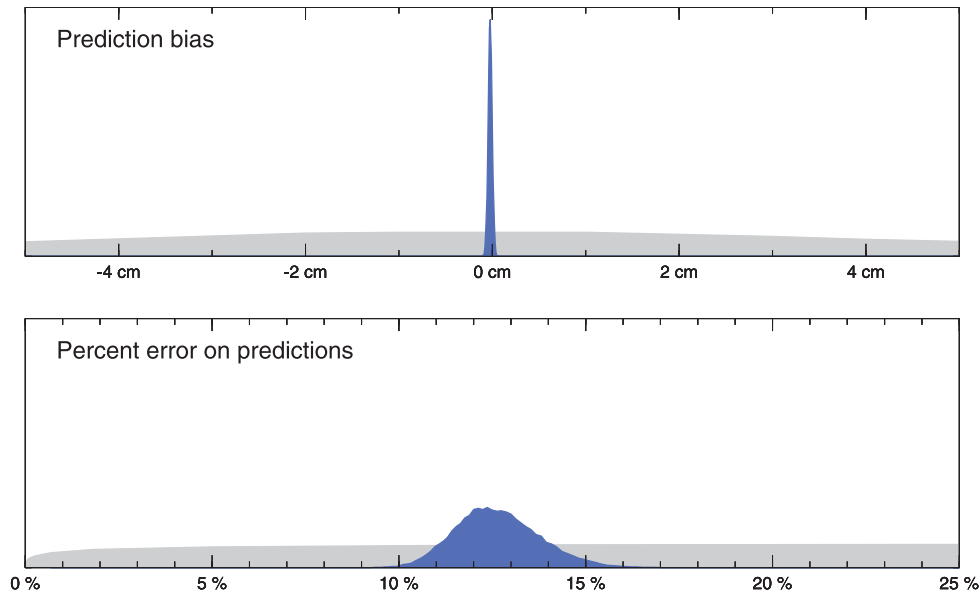 Prediction bias
-4 cm -2 cm 0 cm 2 cm 4 cm
Percent error on predictions
0 % 5 % 10 % 15 % 20 % 25 %